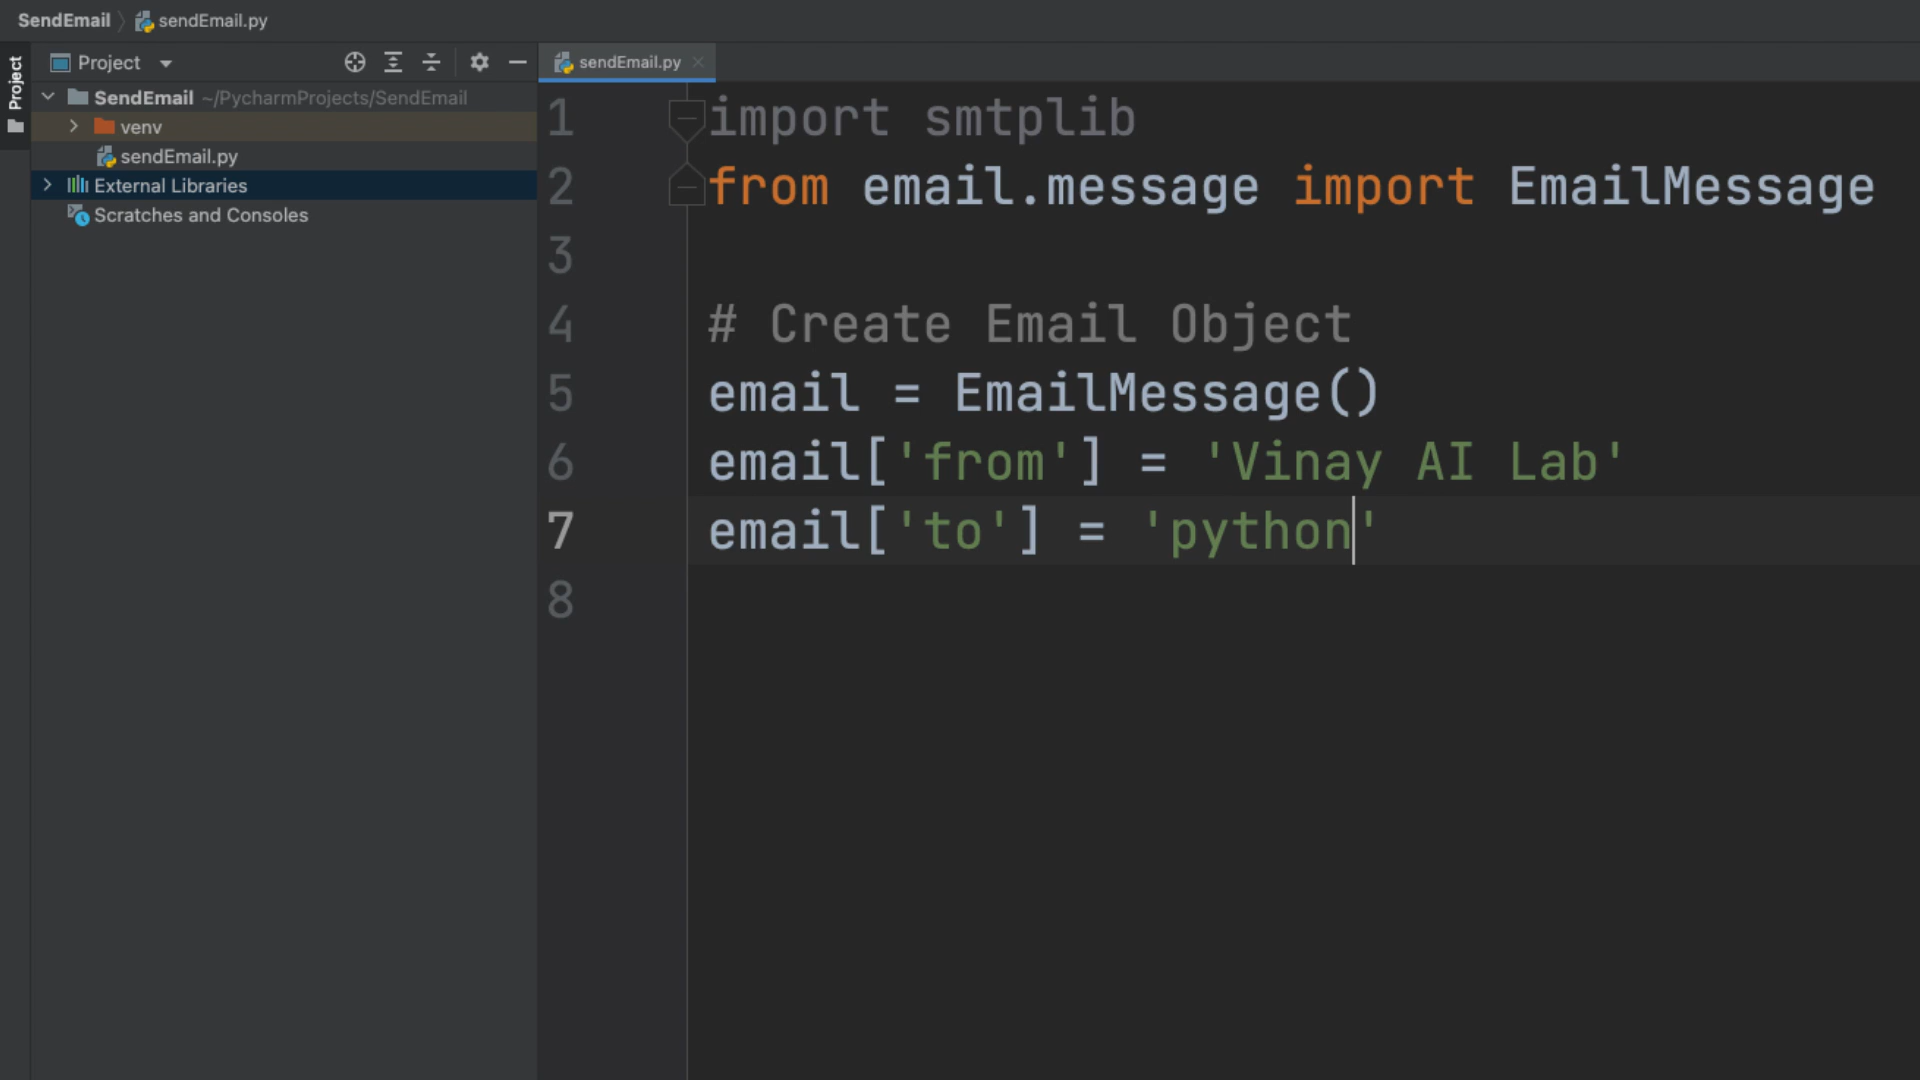 SendEmail sendEmail.py
Project
Project
sendEmail.py
SendEmail ~/PycharmProjects/SendEmail
venv
sendEmail.py
External Libraries
Scratches and Consoles
1 import smtplib
2 from email.message import EmailMessage
3
4 # Create Email Object
5 email = EmailMessage()
6 email['from'] = 'Vinay AI Lab'
7 email['to'] = 'python'
8